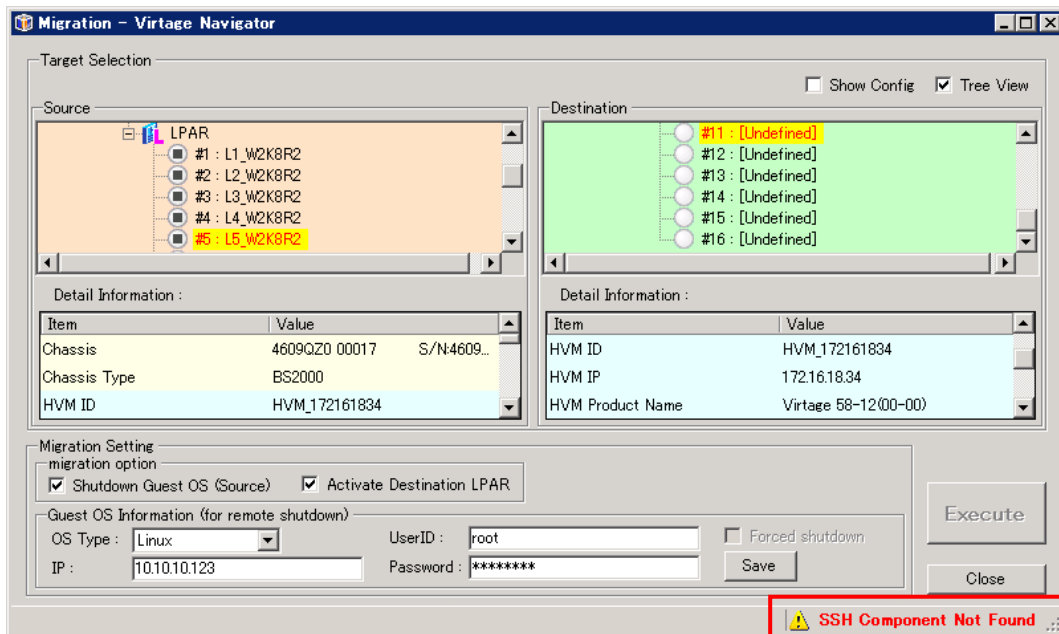 Migration - Virtage Navigator
Target Selection
Show Config Tree View
Source
LPAR
#1 : L1_W2K8R2
#2 : L2_W2K8R2
#3 : L3_W2K8R2
#4 : L4_W2K8R2
#5 : L5_W2K8R2
Destination
#11 : [Undefined]
#12 : [Undefined]
#13 : [Undefined]
#14 : [Undefined]
#15 : [Undefined]
#16 : [Undefined]
Detail Information :
Item Value
Chassis 4609QZ0 00017 S/N:4609...
Chassis Type BS2000
HVM ID HVM_172161834
Detail Information :
Item Value
HVM ID HVM_172161834
HVM IP 172.16.18.34
HVM Product Name Virtage 58-12(00-00)
Migration Setting
migration option
Shutdown Guest OS (Source) Activate Destination LPAR
Guest OS Information (for remote shutdown)
OS Type : Linux UserID : root Forced shutdown
IP : 10.10.10.123 Password : ******** Save
Execute
Close
SSH Component Not Found